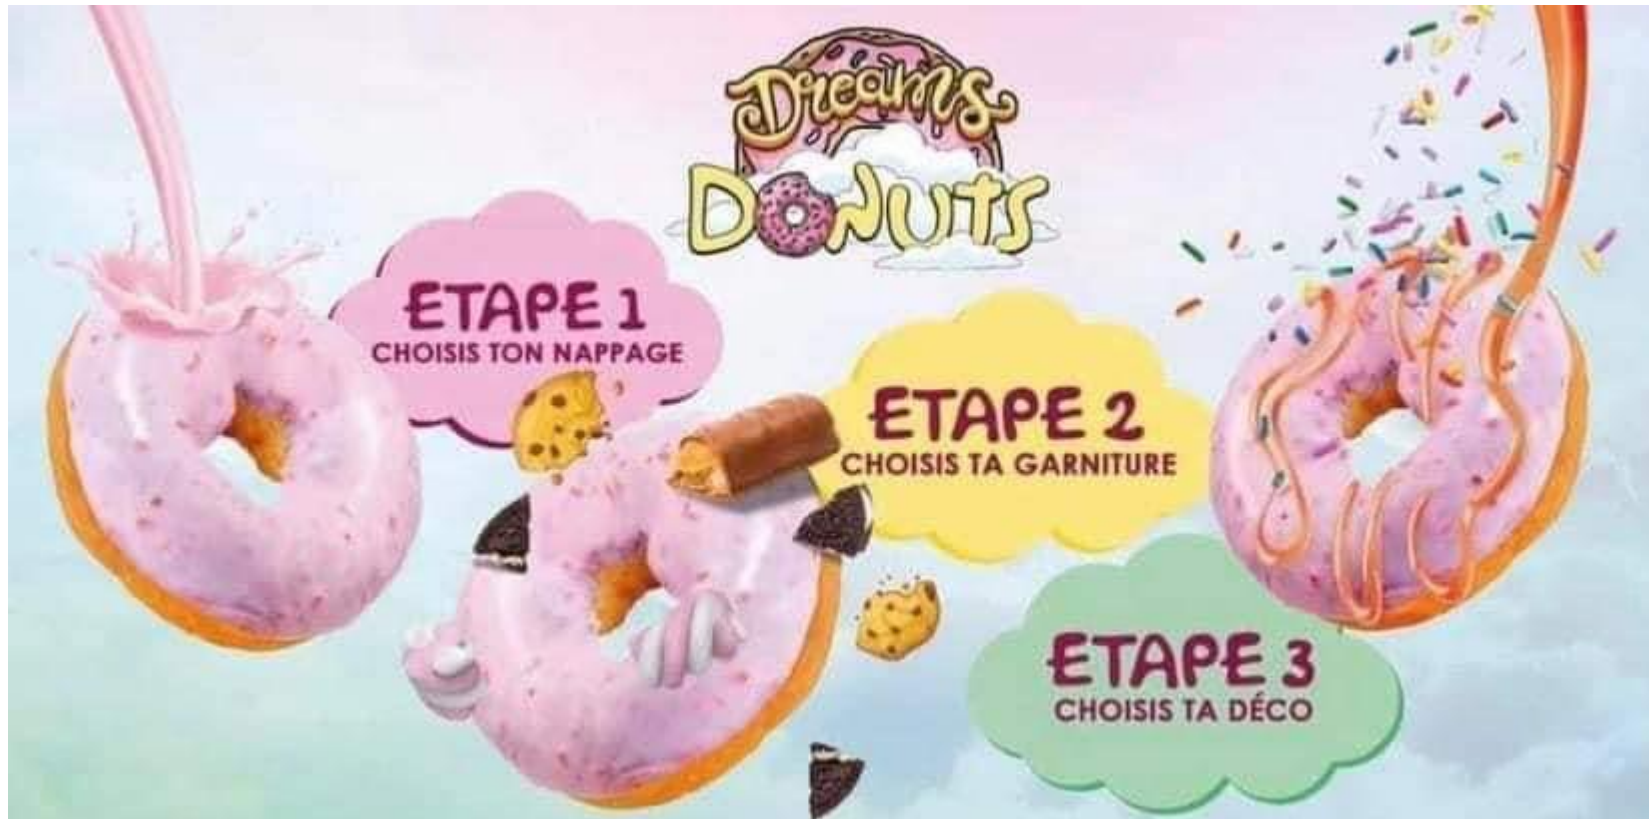 Dreams
DONUTS
ETAPE 1
CHOISIS TON NAPPAGE
ETAPE 2
CHOISIS TA GARNITURE
ETAPE 3
CHOISIS TA DÉCO